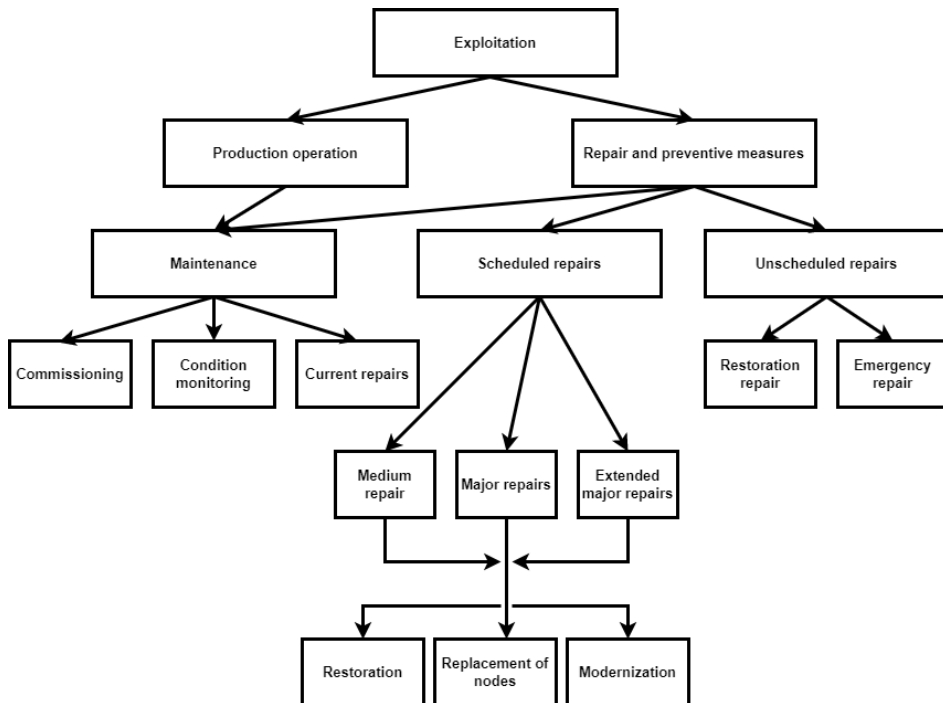 Exploitation
Production operation
Repair and preventive measures
Maintenance
Scheduled repairs
Unscheduled repairs
Commissioning
Condition
monitoring
Current repairs
Restoration
repair
Emergency
repair
Medium
repair
Major repairs
Extended
major repairs
Restoration
Replacement of
nodes
Modernization